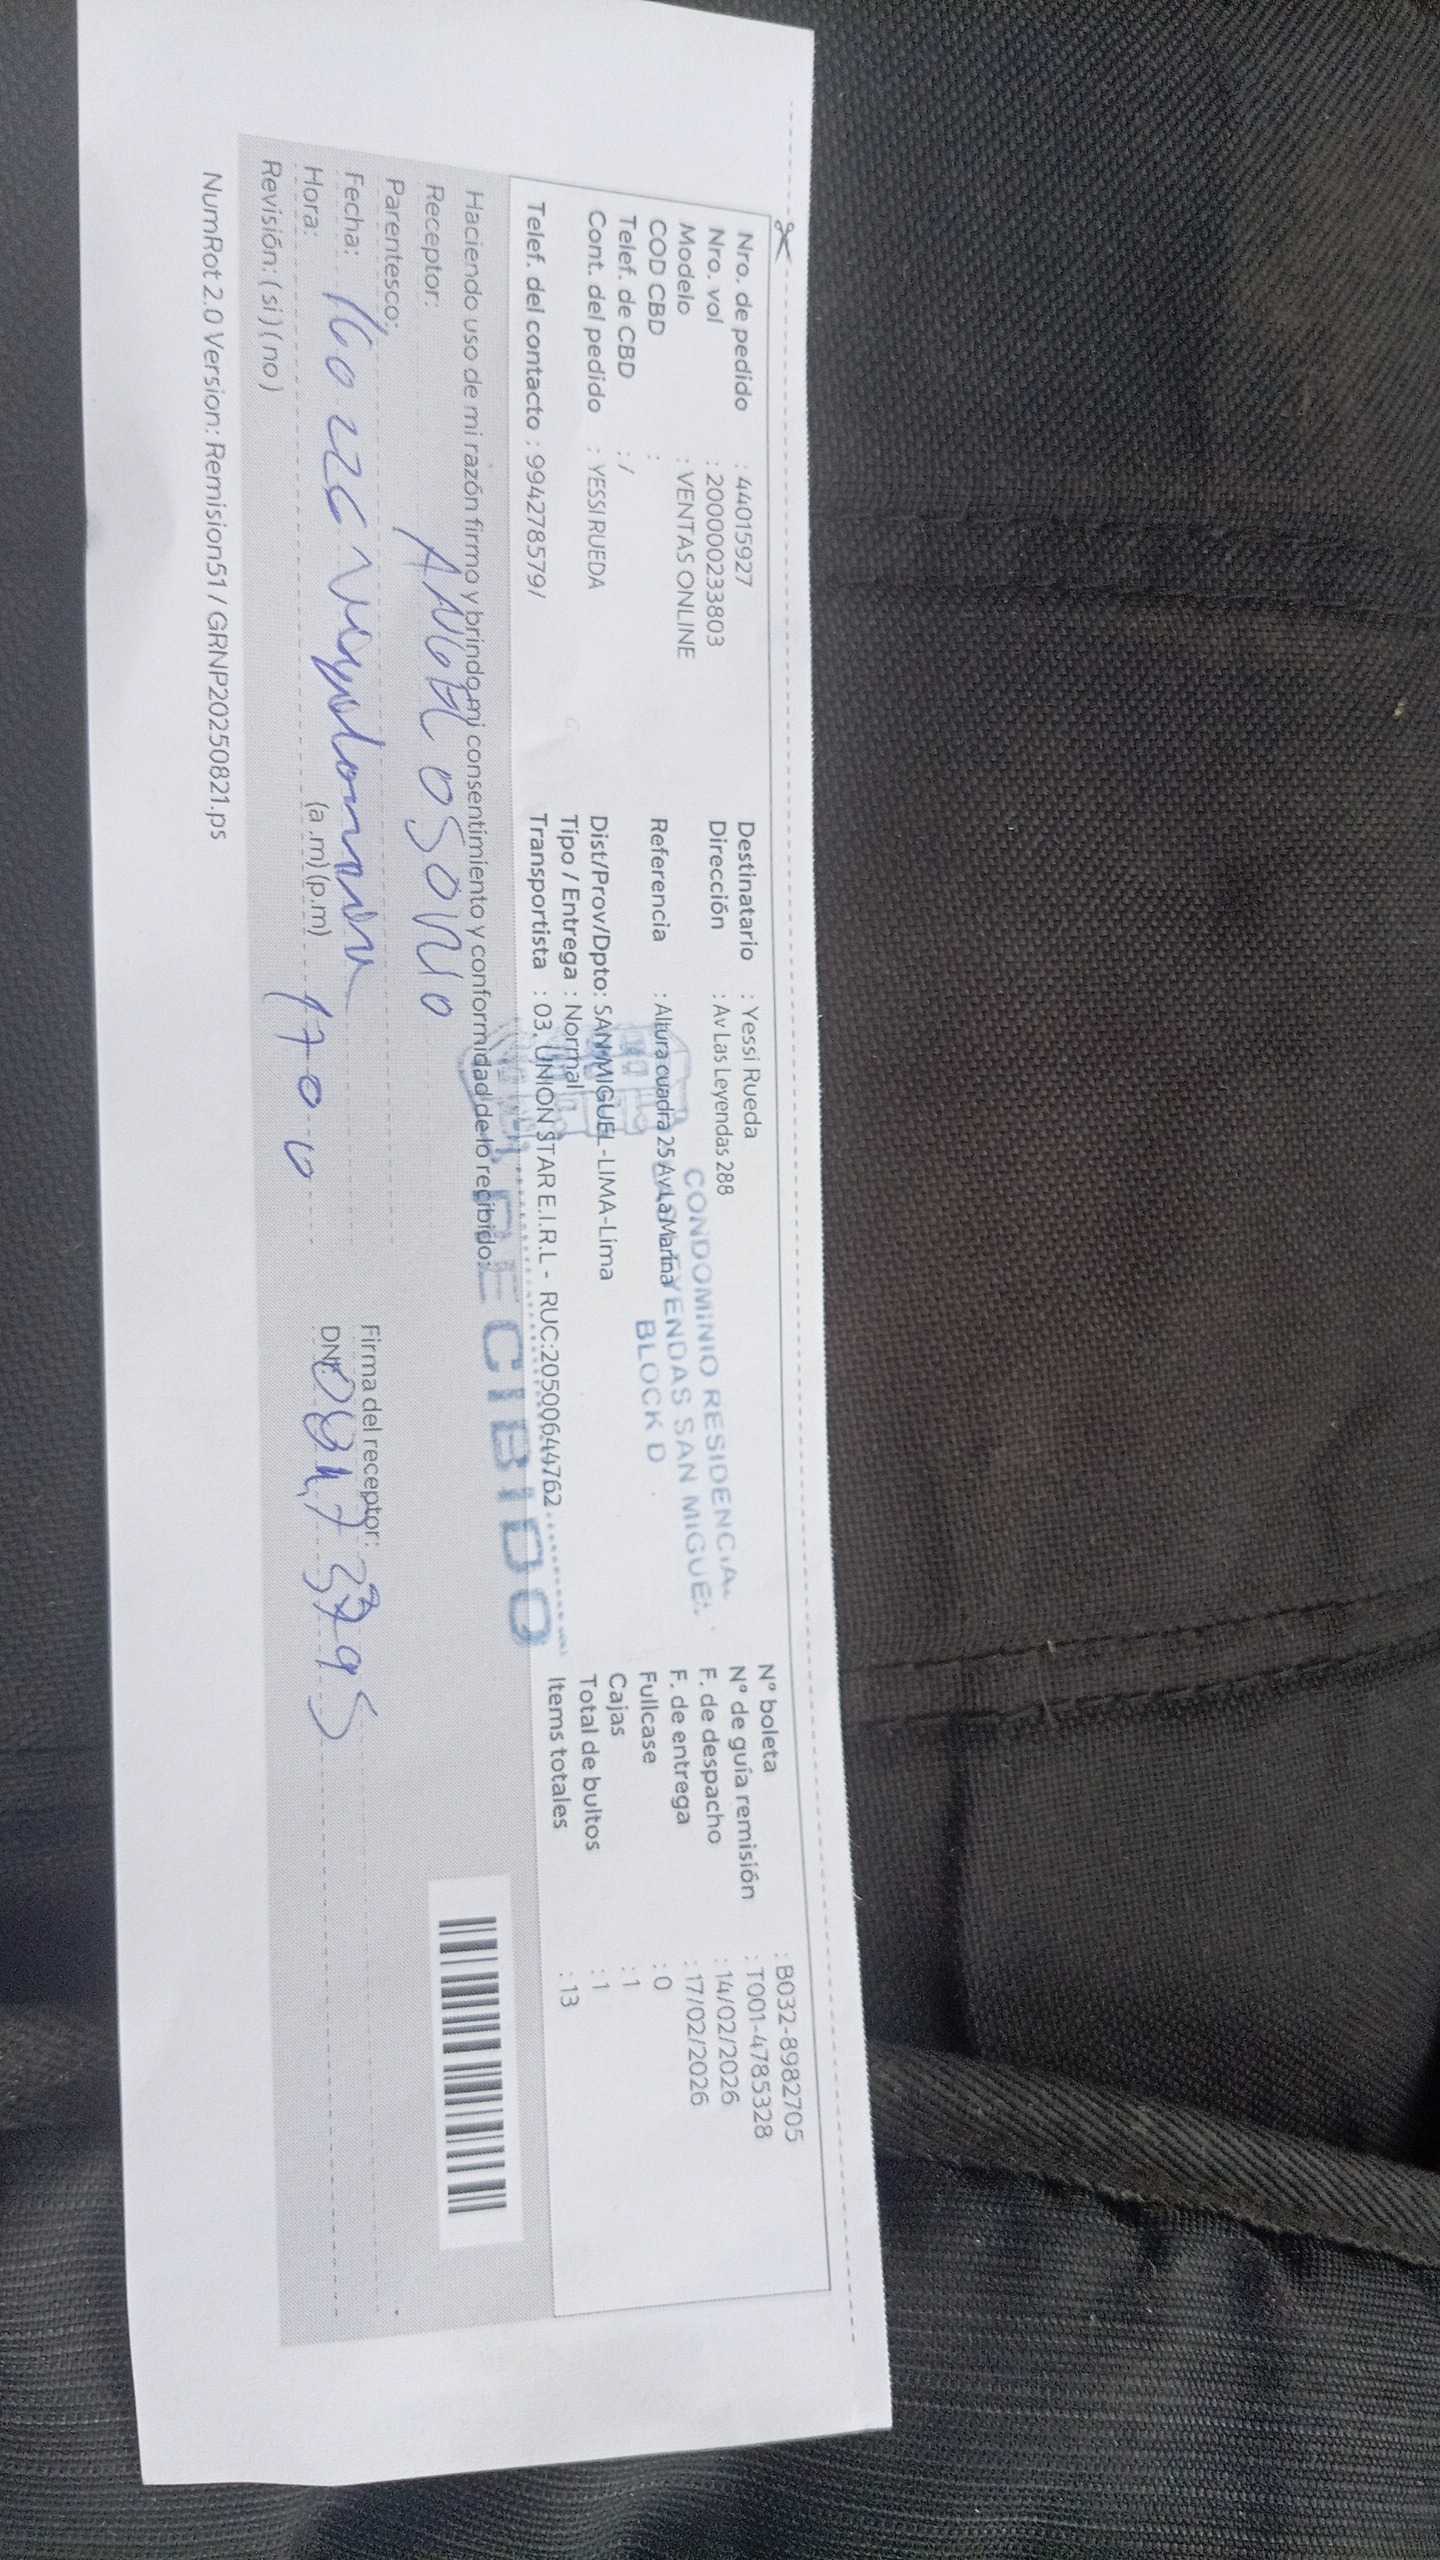 Nro. de pedido : 44015927
Nro. vol : 200000233803
Modelo : VENTAS ONLINE
COD CBD :
Telef. de CBD : /
Cont. del pedido : YESSI RUEDA
Telef. del contacto : 994278579/
Destinatario : Yessi Rueda
Dirección : Av Las Leyendas 288
Referencia : Altura cuadra 25 Av La Marina
Dist/Prov/Dpto: SAN MIGUEL-LIMA-Lima
Tipo / Entrega : Normal
Transportista : 03. UNION STAR E.I.R.L - RUC:20500644762
CONDOMINIO RESIDENCIAL
LAS LEYENDAS SAN MIGUEL
BLOCK D
RECIBIDO
N° boleta : B032-8982705
N° de guía remisión : T001-4785328
F. de despacho : 14/02/2026
F. de entrega : 17/02/2026
Fullcase : 0
Cajas : 1
Total de bultos : 1
Items totales : 13
Haciendo uso de mi razón firmo y brindo mi consentimiento y conformidad de lo recibido:
Receptor: OSORIO
Parentesco:
Fecha:
Hora: (a .m) (p.m) 1700
Revisión: ( si ) ( no )
Firma del receptor:
DNI:
NumRot 2.0 Version: Remision51 / GRNP20250821.ps